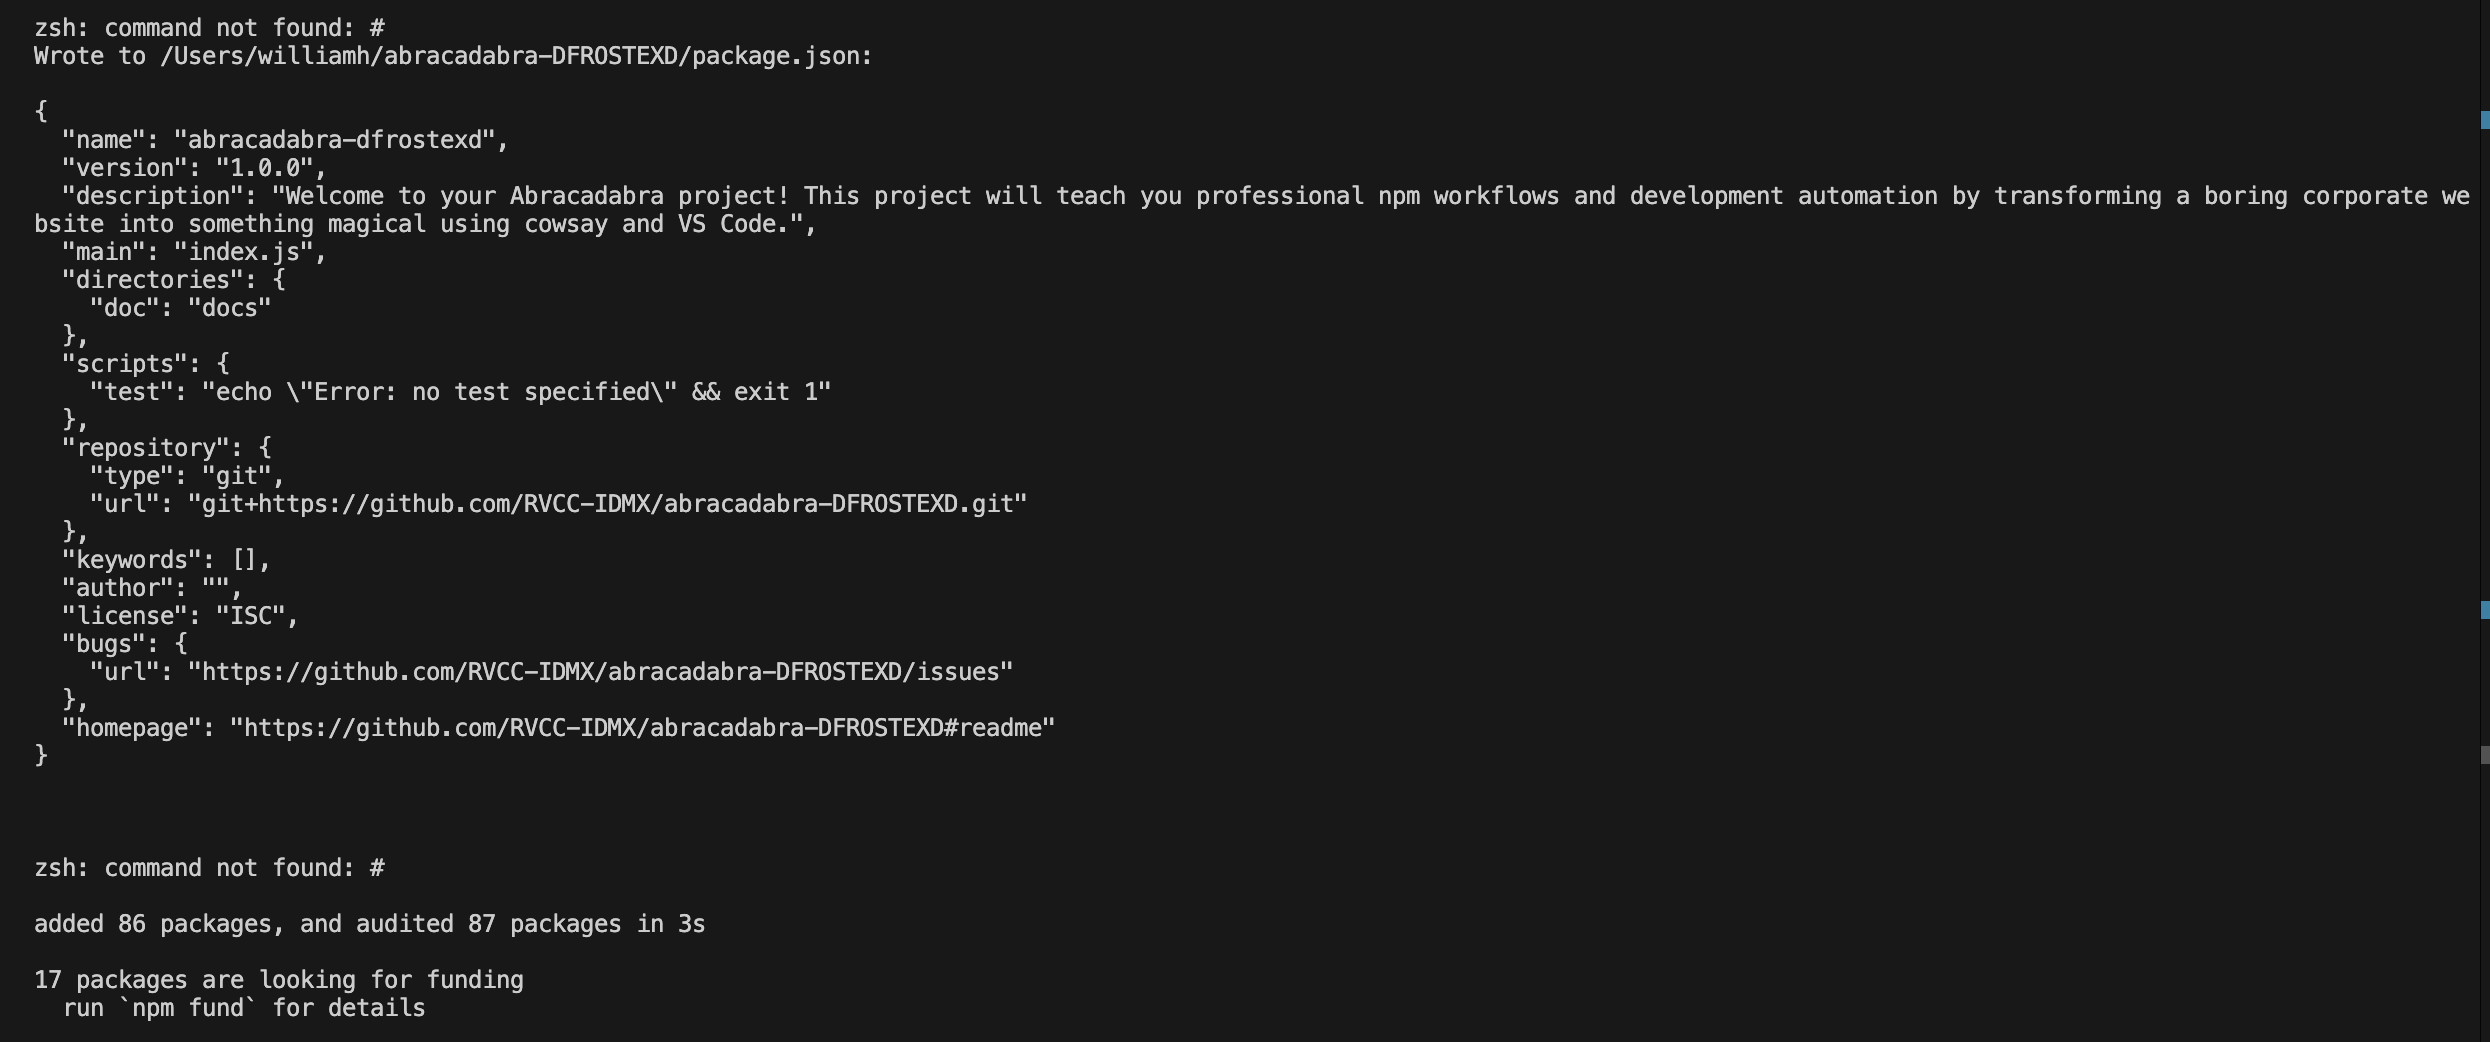 zsh: command not found: #
Wrote to /Users/williamh/abracadabra-DFROSTEXD/package.json:
{
  "name": "abracadabra-dfrostexd",
  "version": "1.0.0",
  "description": "Welcome to your Abracadabra project! This project will teach you professional npm workflows and development automation by transforming a boring corporate we
bsite into something magical using cowsay and VS Code.",
  "main": "index.js",
  "directories": {
    "doc": "docs"
  },
  "scripts": {
    "test": "echo \"Error: no test specified\" && exit 1"
  },
  "repository": {
    "type": "git",
    "url": "git+https://github.com/RVCC-IDMX/abracadabra-DFROSTEXD.git"
  },
  "keywords": [],
  "author": "",
  "license": "ISC",
  "bugs": {
    "url": "https://github.com/RVCC-IDMX/abracadabra-DFROSTEXD/issues"
  },
  "homepage": "https://github.com/RVCC-IDMX/abracadabra-DFROSTEXD#readme"
}
zsh: command not found: #
added 86 packages, and audited 87 packages in 3s
17 packages are looking for funding
  run `npm fund` for details